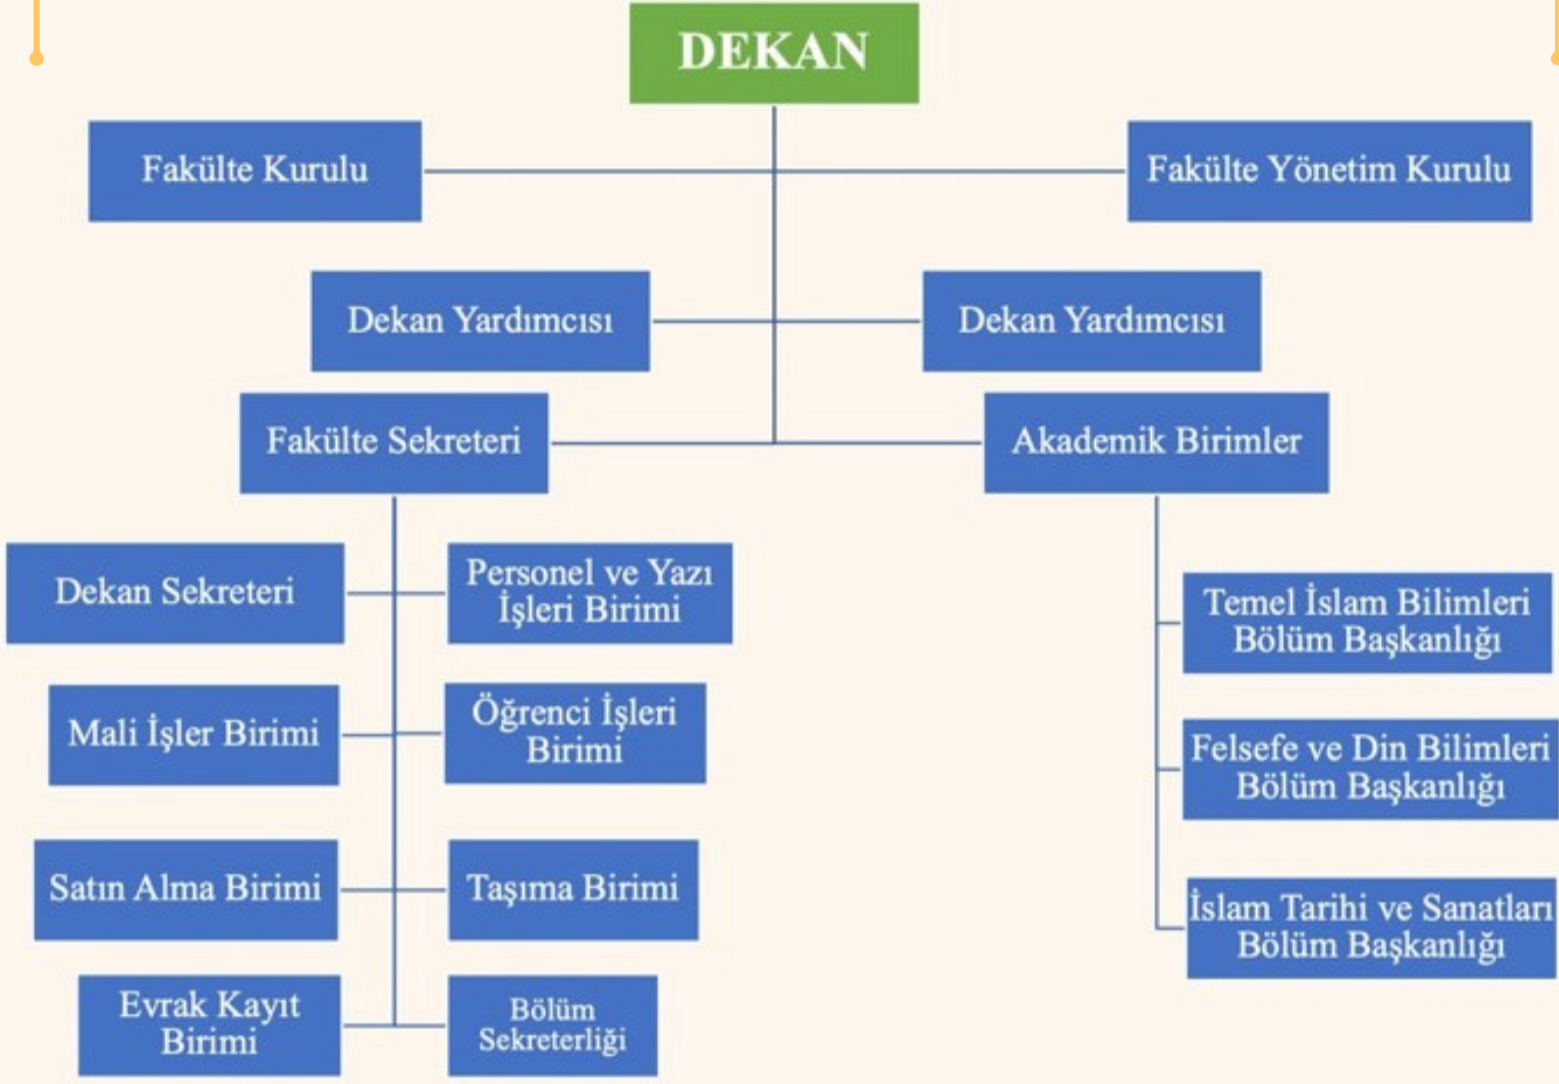 DEKAN
Fakülte Kurulu
Fakülte Yönetim Kurulu
Dekan Yardımcısı
Dekan Yardımcısı
Fakülte Sekreteri
Akademik Birimler
Dekan Sekreteri
Personel ve Yazı
İşleri Birimi
Mali İşler Birimi
Öğrenci İşleri
Birimi
Satın Alma Birimi
Taşıma Birimi
Evrak Kayıt
Birimi
Bölüm
Sekreterliği
Temel İslam Bilimleri
Bölüm Başkanlığı
Felsefe ve Din Bilimleri
Bölüm Başkanlığı
İslam Tarihi ve Sanatları
Bölüm Başkanlığı